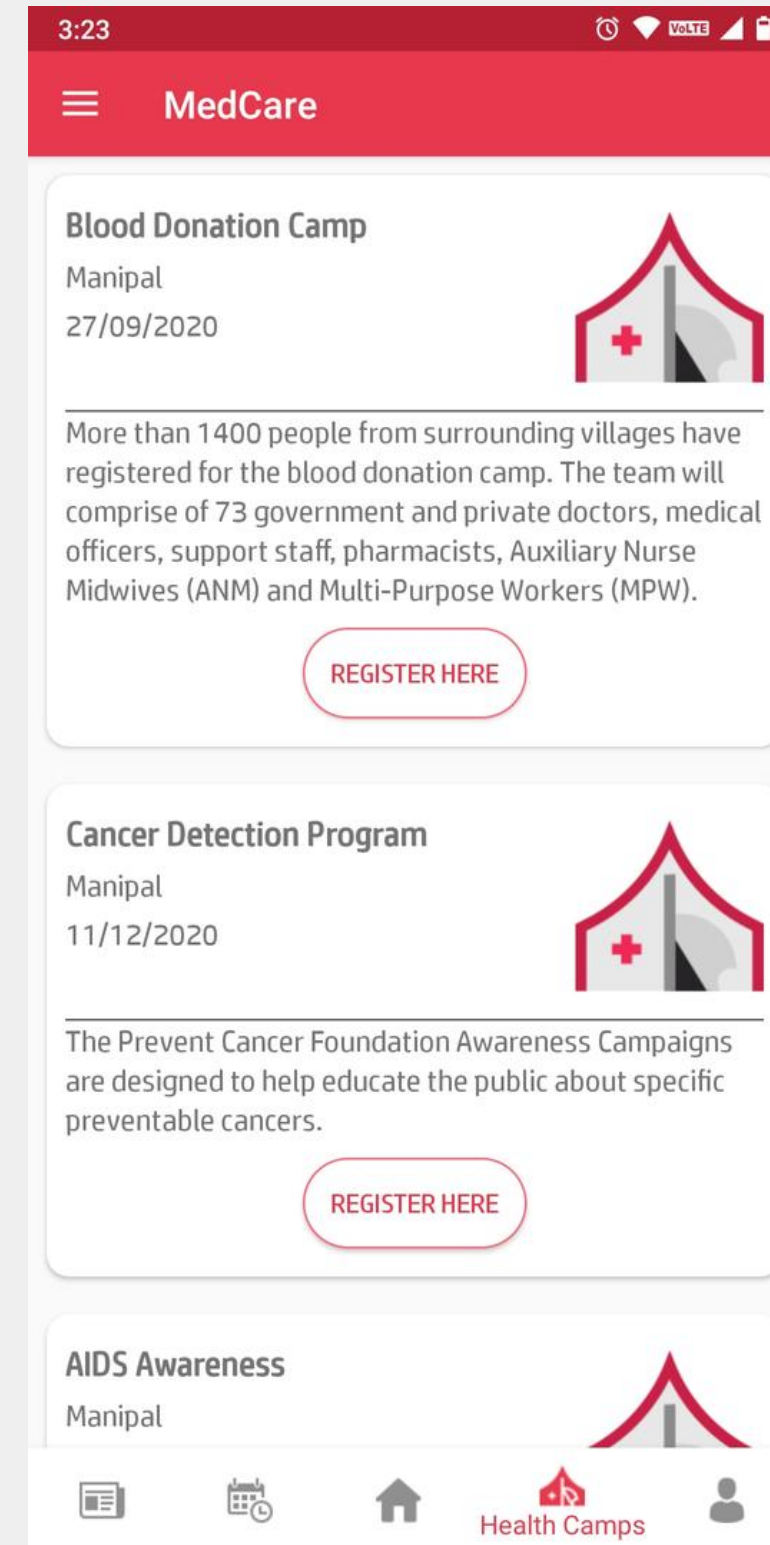 3:23
VoLTE
MedCare
Blood Donation Camp
Manipal
27/09/2020
More than 1400 people from surrounding villages have
registered for the blood donation camp. The team will
comprise of 73 government and private doctors, medical
officers, support staff, pharmacists, Auxiliary Nurse
Midwives (ANM) and Multi-Purpose Workers (MPW).
REGISTER HERE
Cancer Detection Program
Manipal
11/12/2020
The Prevent Cancer Foundation Awareness Campaigns
are designed to help educate the public about specific
preventable cancers.
REGISTER HERE
AIDS Awareness
Manipal
Health Camps